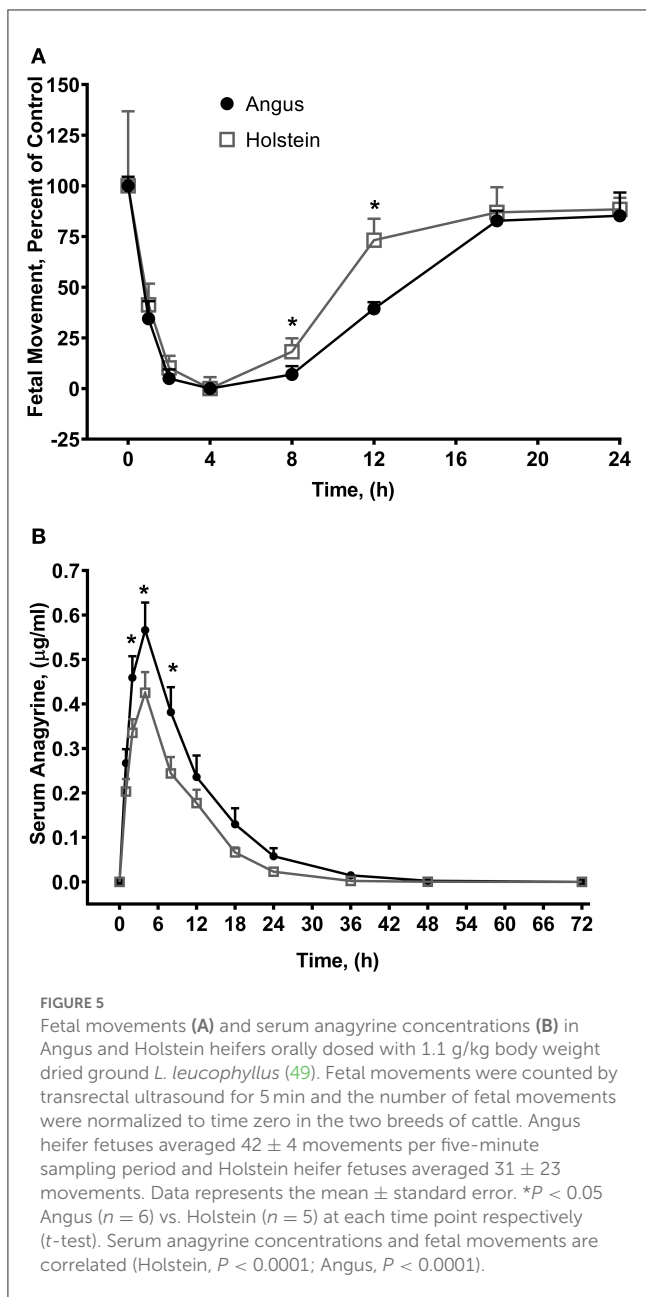 A
Fetal Movement, Percent of Control
150
125
100
75
50
25
0
-25
Angus
Holstein
*
*
0 4 8 12 16 20 24
Time, (h)
B
Serum Anagyrine, (µg/ml)
0.7
0.6
0.5
0.4
0.3
0.2
0.1
0.0
*
*
*
0 6 12 18 24 30 36 42 48 54 60 66 72
Time, (h)
FIGURE 5
Fetal movements (A) and serum anagyrine concentrations (B) in
Angus and Holstein heifers orally dosed with 1.1 g/kg body weight
dried ground L. leucophyllus (49). Fetal movements were counted by
transrectal ultrasound for 5 min and the number of fetal movements
were normalized to time zero in the two breeds of cattle. Angus
heifer fetuses averaged 42 ± 4 movements per five-minute
sampling period and Holstein heifer fetuses averaged 31 ± 23
movements. Data represents the mean ± standard error. *P < 0.05
Angus (n = 6) vs. Holstein (n = 5) at each time point respectively
(t-test). Serum anagyrine concentrations and fetal movements are
correlated (Holstein, P < 0.0001; Angus, P < 0.0001).